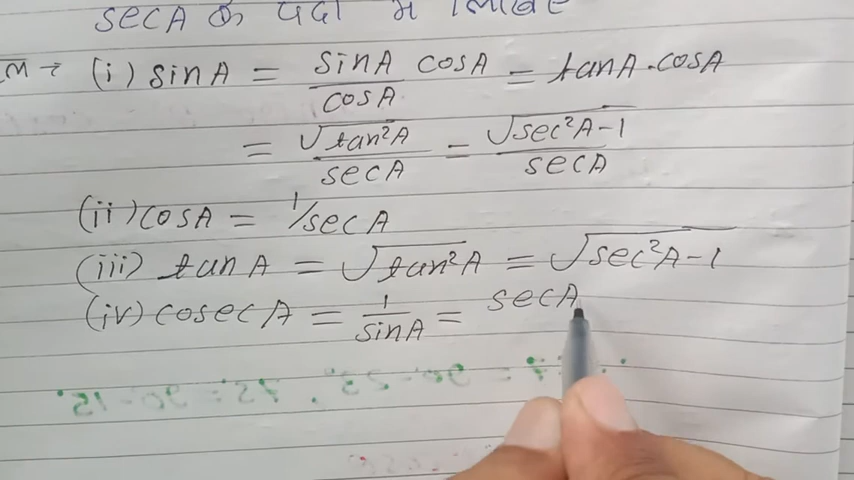 secA के पदों में लिखिए
(i) sinA = sinA cosA / cosA = tanA·cosA
= √tan²A / secA = √sec²A-1 / secA
(ii) cosA = 1/secA
(iii) tanA = √tan²A = √sec²A-1
(iv) cosecA = 1/sinA = secA